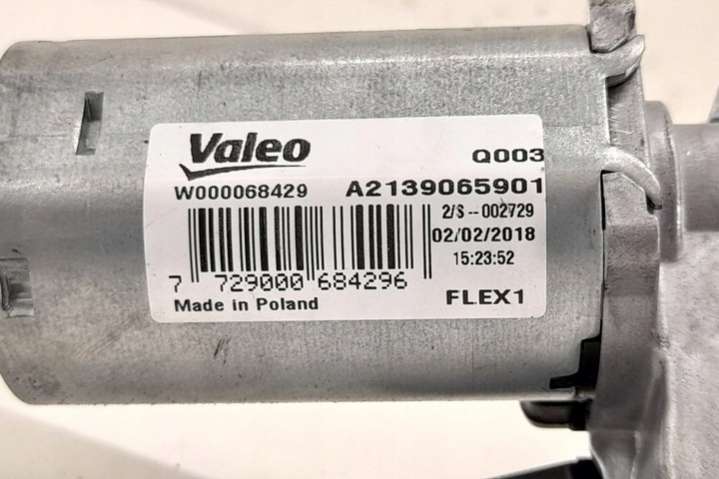 Valeo
Q003
W000068429
A2139065901
2/S--002729
02/02/2018
15:23:52
7 729000 684296
Made in Poland
FLEX1